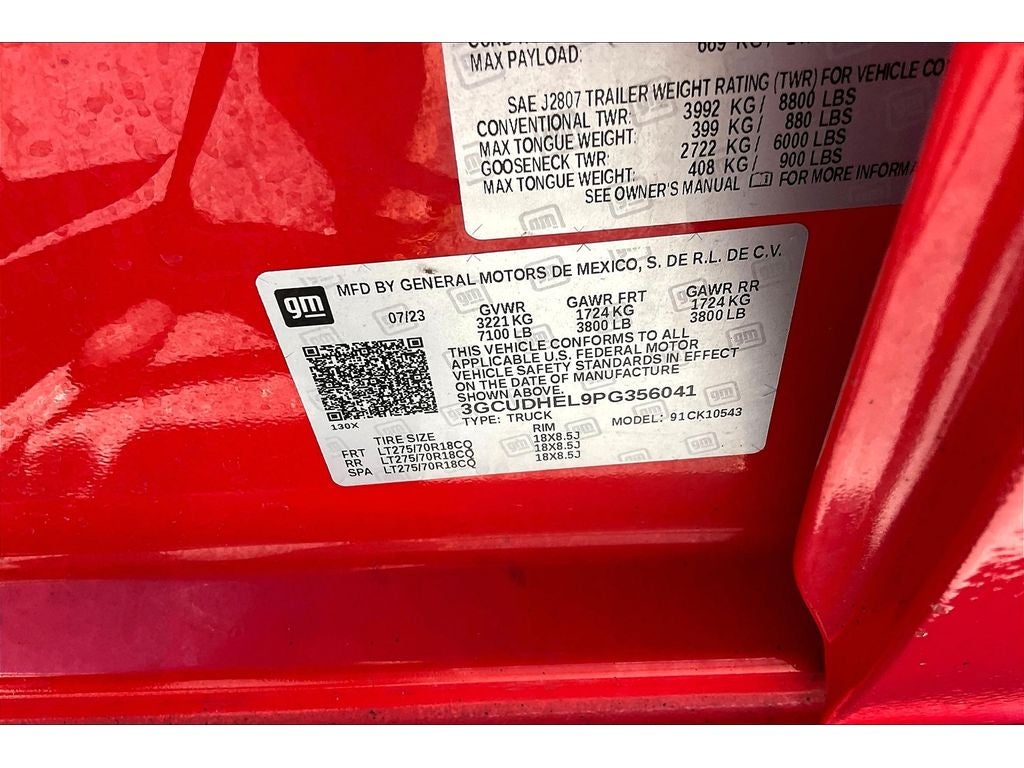 MAX PAYLOAD:
SAE J2807 TRAILER WEIGHT RATING (TWR) FOR VEHICLE
CONVENTIONAL TWR: 3992 KG/ 8800 LBS
MAX TONGUE WEIGHT: 399 KG/ 880 LBS
GOOSENECK TWR: 2722 KG/ 6000 LBS
MAX TONGUE WEIGHT: 408 KG/ 900 LBS
SEE OWNER'S MANUAL FOR MORE
gm
MFD BY GENERAL MOTORS DE MEXICO, S. DE R.L. DE C.V.
07/23 GVWR GAWR FRT GAWR RR
3221 KG 1724 KG 1724 KG
7100 LB 3800 LB 3800 LB
THIS VEHICLE CONFORMS TO ALL
APPLICABLE U.S. FEDERAL MOTOR
VEHICLE SAFETY STANDARDS IN EFFECT
ON THE DATE OF MANUFACTURE
SHOWN ABOVE.
3GCUDHEL9PG356041
130X TYPE: TRUCK MODEL: 91CK10543
TIRE SIZE RIM
FRT LT275/70R18CQ 18X8.5J
RR LT275/70R18CQ 18X8.5J
SPA LT275/70R18CQ 18X8.5J